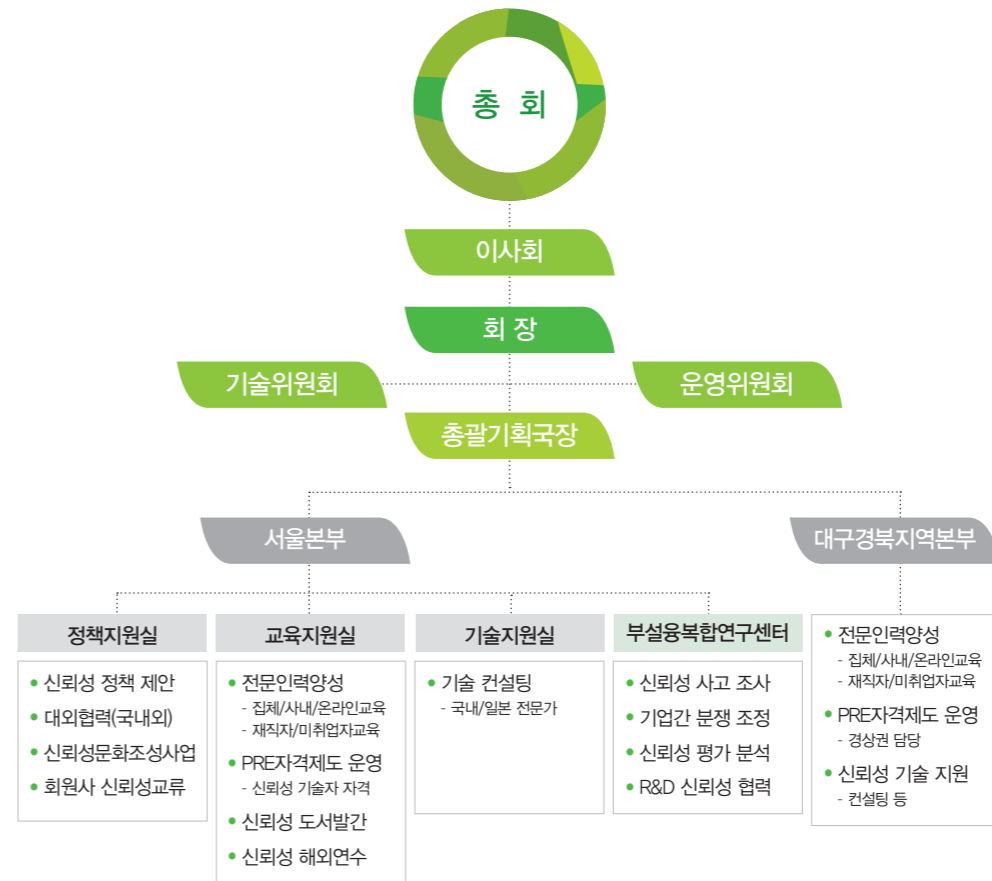 총 회
이사회
회 장
기술위원회
운영위원회
총괄기획국장
서울본부
대구경북지역본부
정책지원실
• 신뢰성 정책 제안
• 대외협력(국내외)
• 신뢰성문화조성사업
• 회원사 신뢰성교류
교육지원실
• 전문인력양성
- 집체/사내/온라인교육
- 재직자/미취업자교육
• PRE자격제도 운영
- 신뢰성 기술자 자격
• 신뢰성 도서발간
• 신뢰성 해외연수
기술지원실
• 기술 컨설팅
- 국내/일본 전문가
부설융복합연구센터
• 신뢰성 사고 조사
• 기업간 분쟁 조정
• 신뢰성 평가 분석
• R&D 신뢰성 협력
• 전문인력양성
- 집체/사내/온라인교육
- 재직자/미취업자교육
• PRE자격제도 운영
- 경상권 담당
• 신뢰성 기술 지원
- 컨설팅 등